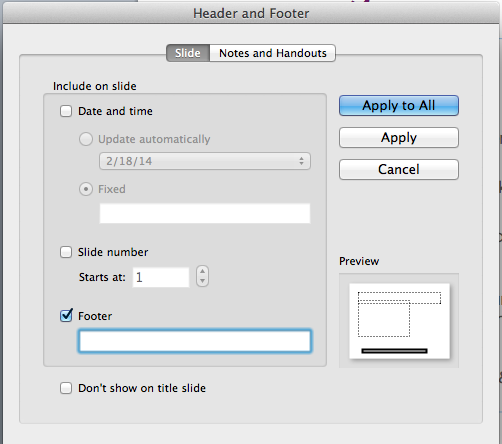 Header and Footer
Slide
Notes and Handouts
Include on slide
Date and time
Update automatically
2/18/14
Fixed
Slide number
Starts at: 1
Footer
Don't show on title slide
Apply to All
Apply
Cancel
Preview